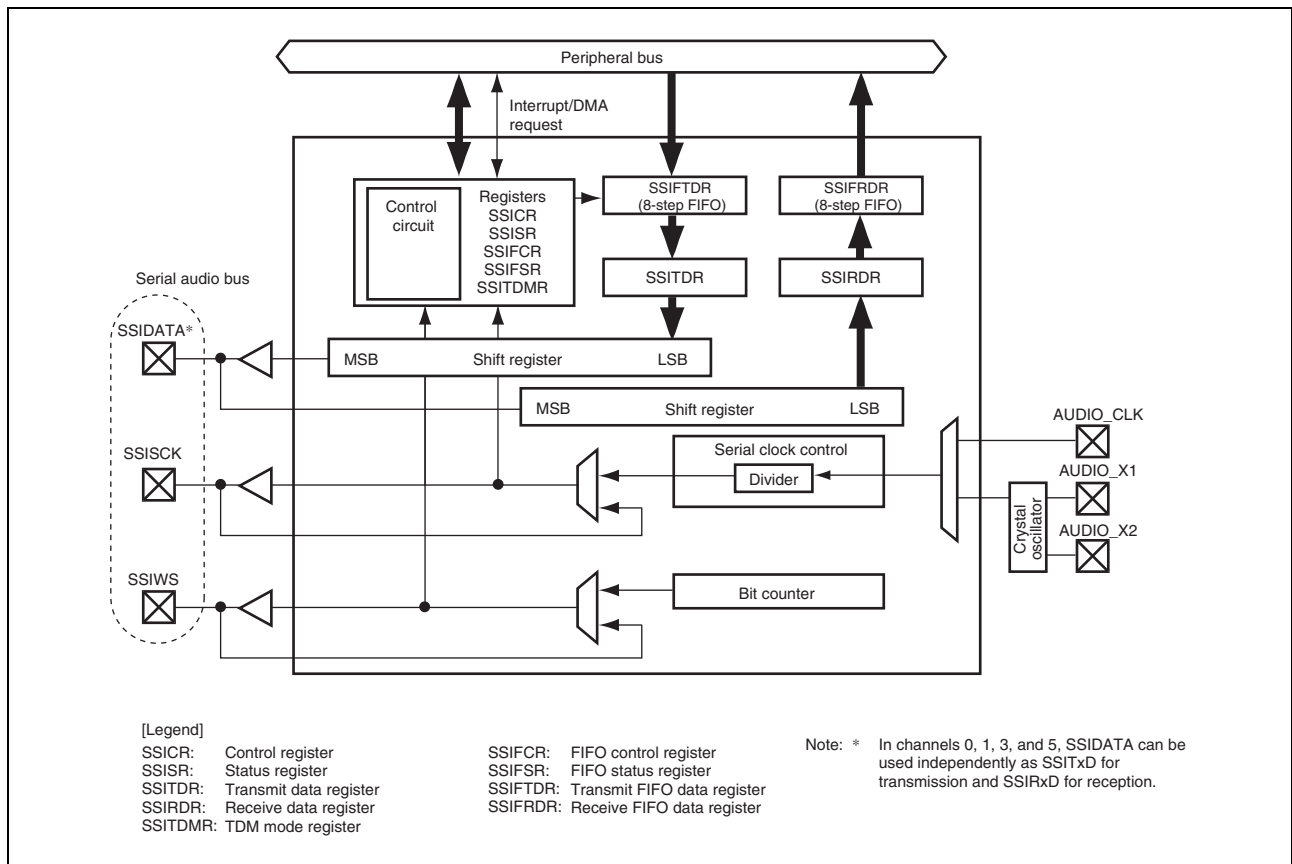 Peripheral bus
Interrupt/DMA
request
Control
circuit
Registers
SSICR
SSISR
SSIFCR
SSIFSR
SSITDMR
SSIFTDR
(8-step FIFO)
SSIFRDR
(8-step FIFO)
SSITDR
SSIRDR
Serial audio bus
SSIDATA*
MSB Shift register LSB
MSB Shift register LSB
SSISCK
Serial clock control
Divider
AUDIO_CLK
AUDIO_X1
AUDIO_X2
Crystal
oscillator
SSIWS
Bit counter
[Legend]
SSICR: Control register
SSISR: Status register
SSITDR: Transmit data register
SSIRDR: Receive data register
SSITDMR: TDM mode register
SSIFCR: FIFO control register
SSIFSR: FIFO status register
SSIFTDR: Transmit FIFO data register
SSIFRDR: Receive FIFO data register
Note: * In channels 0, 1, 3, and 5, SSIDATA can be
used independently as SSITxD for
transmission and SSIRxD for reception.